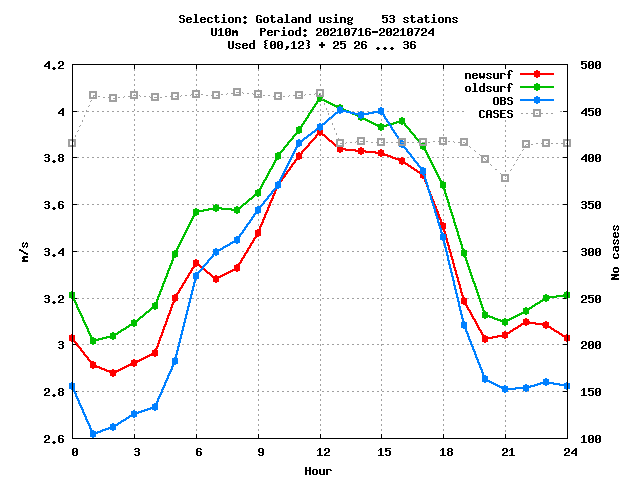 Selection: Gotaland using    53 stations
U10m   Period: 20210716-20210724
Used {00,12} + 25 26 ... 36
newsurf
oldsurf
OBS
CASES
4.2
4
3.8
3.6
3.4
3.2
3
2.8
2.6
500
450
400
350
300
250
200
150
100
m/s
No cases
0 3 6 9 12 15 18 21 24
Hour